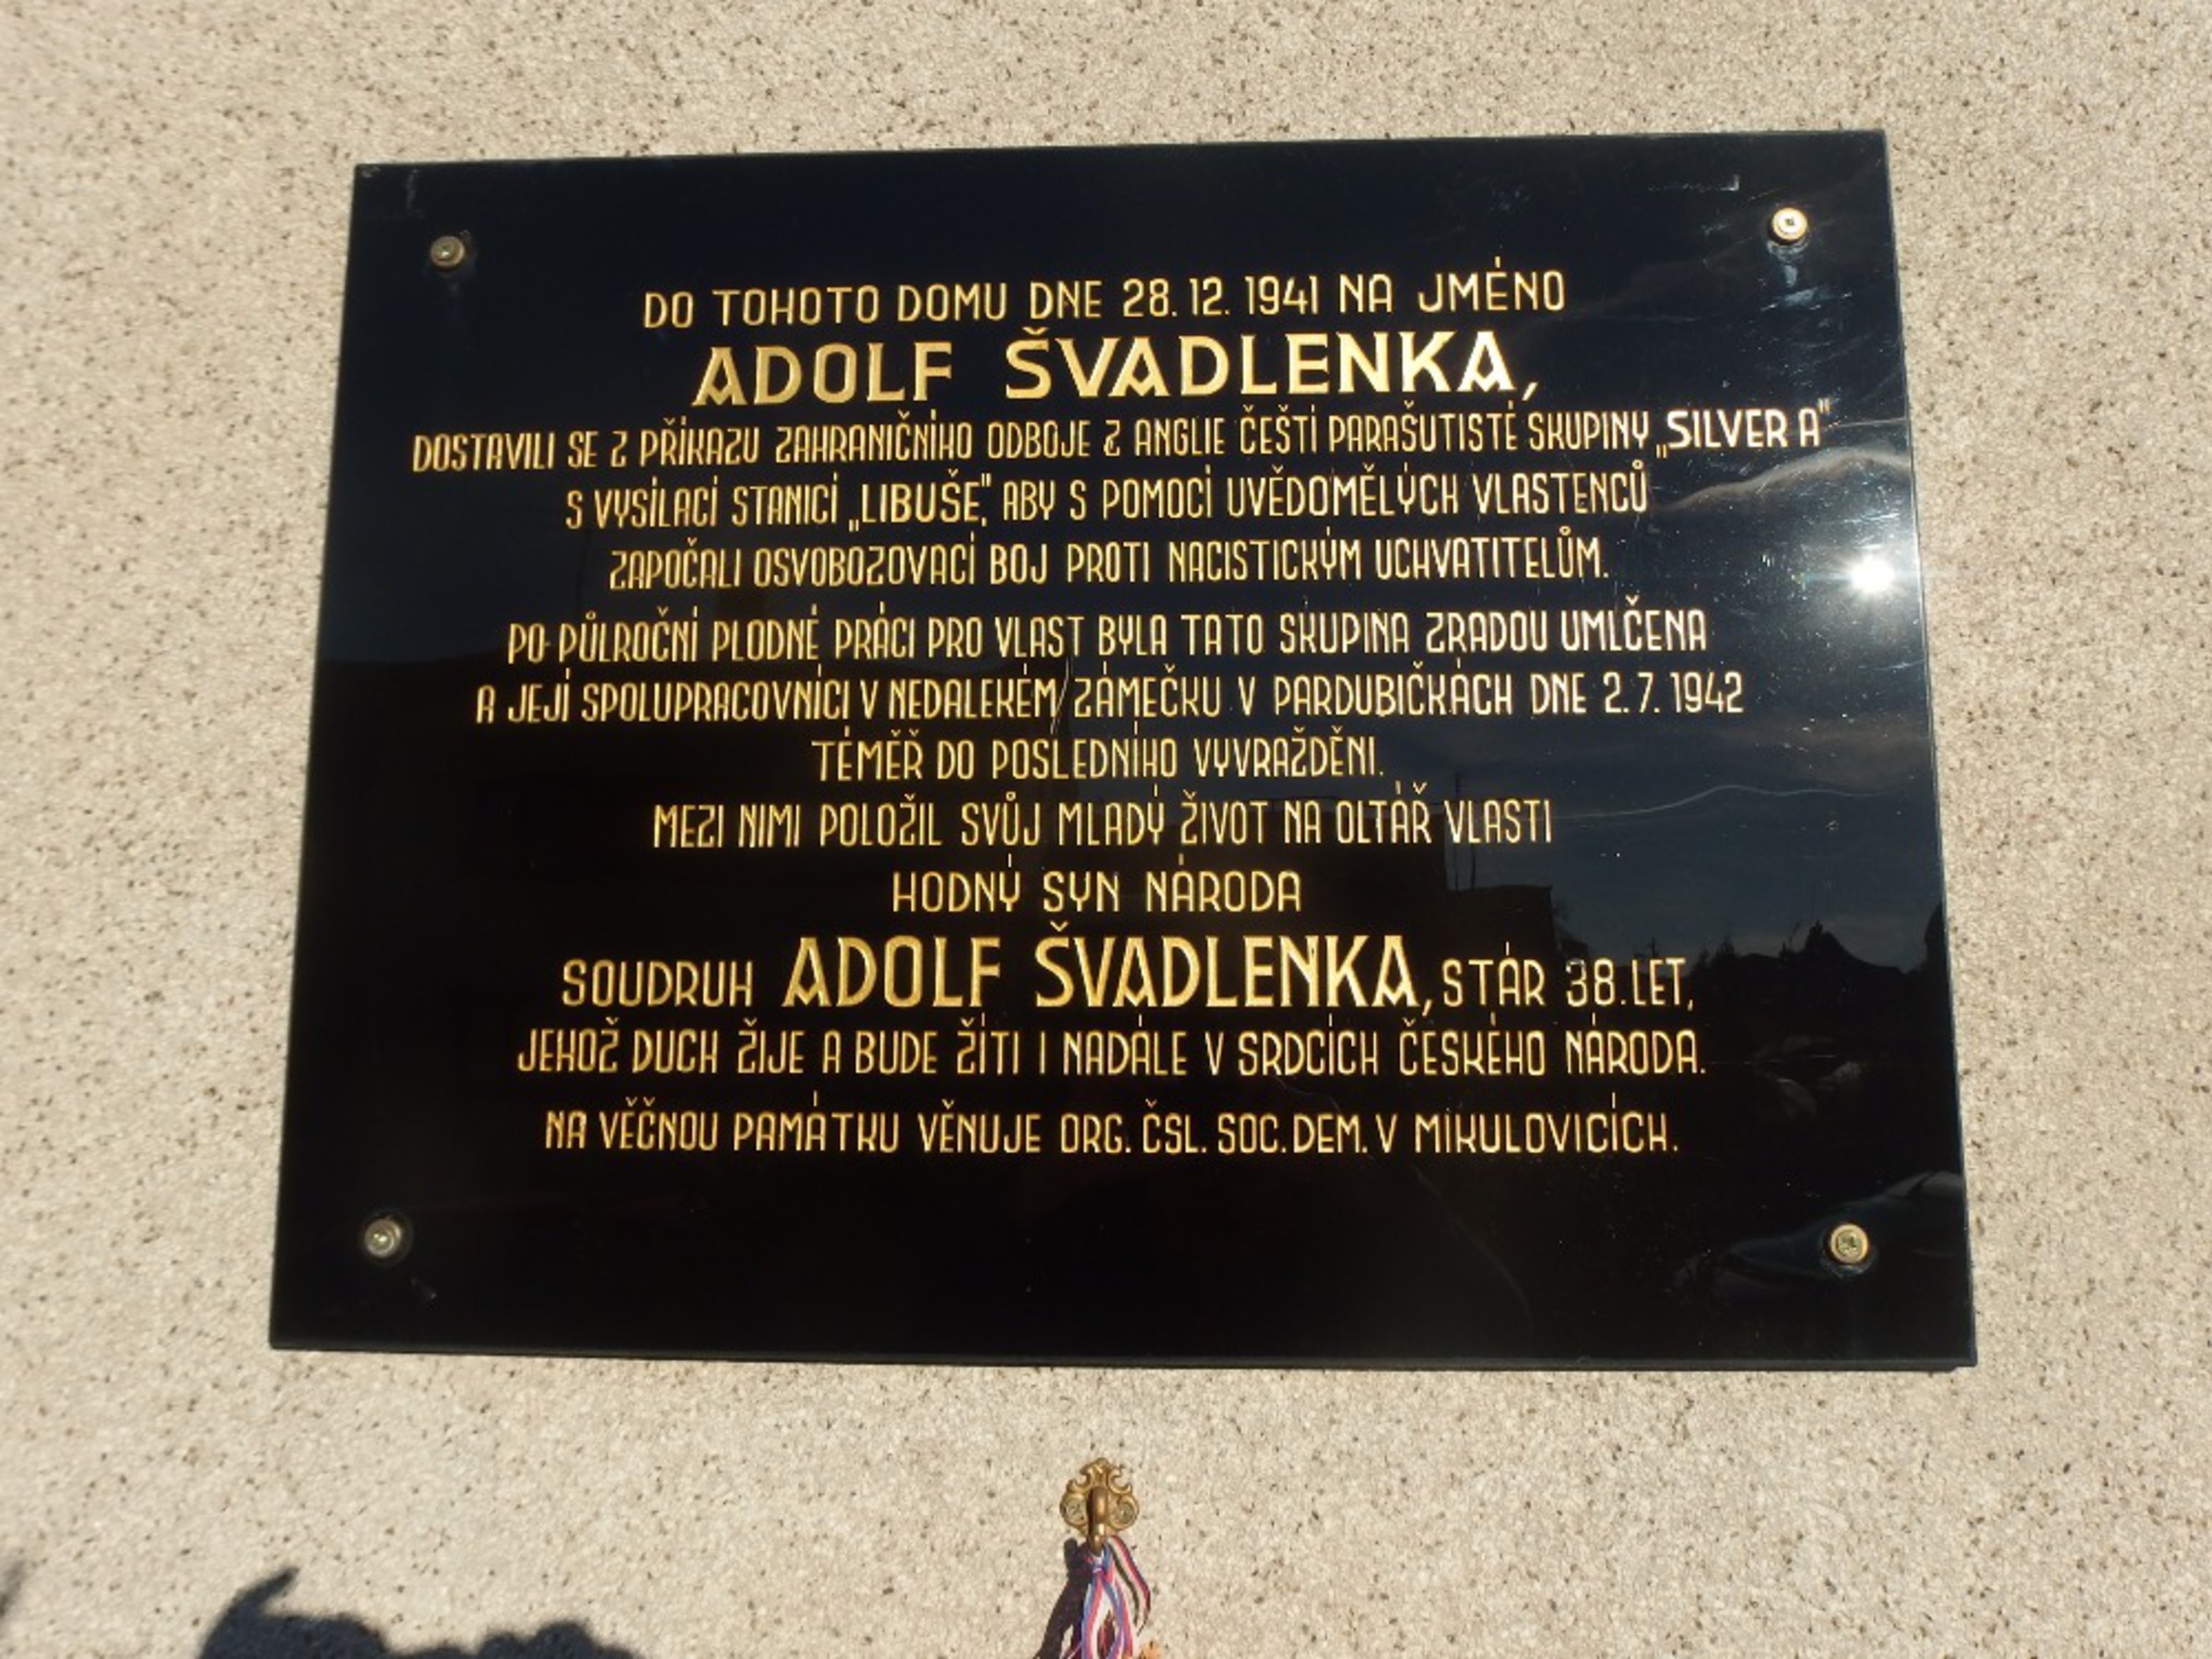 DO TOHOTO DOMU DNE 28. 12. 1941 NA JMÉNO
ADOLF ŠVADLENKA,
DOSTAVILI SE Z PŘÍKAZU ZAHRANIČNÍHO ODBOJE Z ANGLIE ČEŠTÍ PARAŠUTISTÉ SKUPINY „SILVER A"
S VYSÍLACÍ STANICÍ „LIBUŠE", ABY S POMOCÍ UVĚDOMĚLÝCH VLASTENCŮ
ZAPOČALI OSVOBOZOVACÍ BOJ PROTI NACISTICKÝM UCHVATITELŮM.
PO PŮLROČNÍ PLODNÉ PRÁCI PRO VLAST BYLA TATO SKUPINA ZRADOU UMLČENA
A JEJÍ SPOLUPRACOVNÍCI V NEDALEKÉM ZÁMEČKU V PARDUBIČKÁCH DNE 2. 7. 1942
TÉMĚŘ DO POSLEDNÍHO VYVRAŽDĚNI.
MEZI NIMI POLOŽIL SVŮJ MLADÝ ŽIVOT NA OLTÁŘ VLASTI
HODNÝ SYN NÁRODA
SOUDRUH ADOLF ŠVADLENKA, STÁR 38. LET,
JEHOŽ DUCH ŽIJE A BUDE ŽÍTI I NADÁLE V SRDCÍCH ČESKÉHO NÁRODA.
NA VĚČNOU PAMÁTKU VĚNUJE ORG. ČSL. SOC. DEM. V MIKULOVICÍCH.